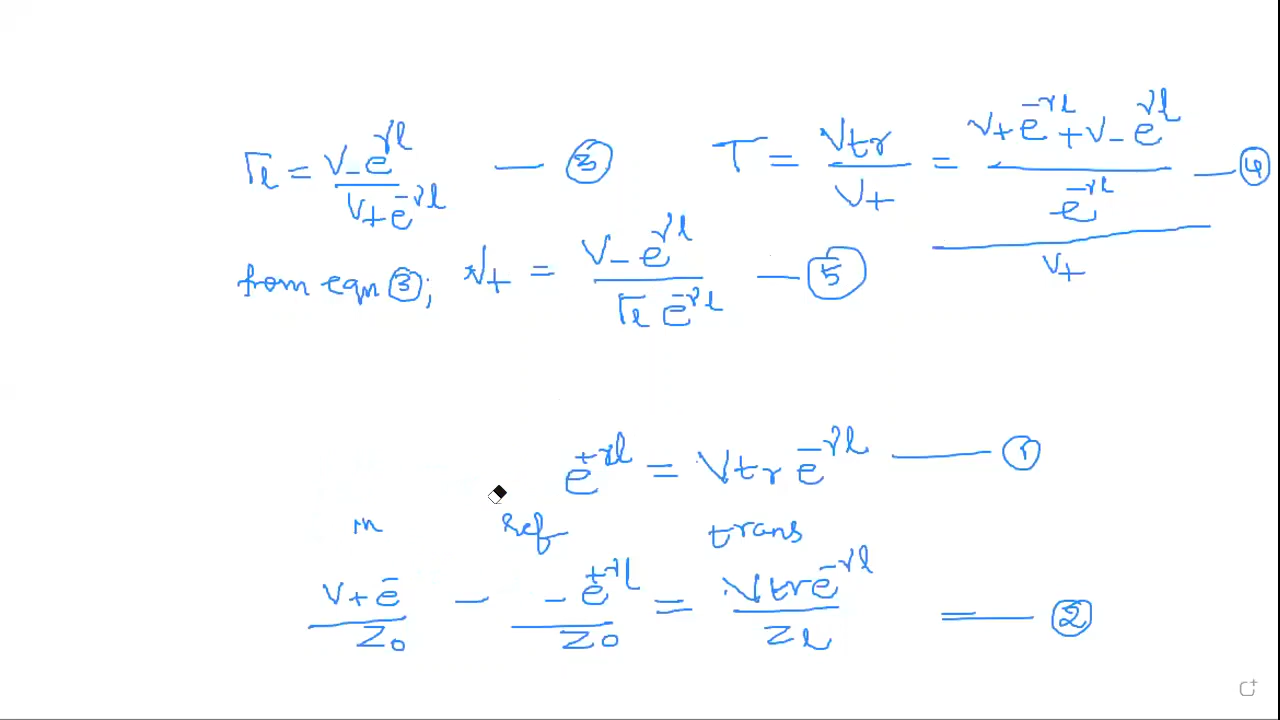 Γl = V₋e^γl / V₊e^-γl — ③
T = Vtr / V₊ = ((V₊e^-γl + V₋e^γl) / e^-γl) / V₊ — ④
from eqn ③; V₊ = V₋e^γl / Γl e^-γl — ⑤
e^+γl = Vtr e^-γl — ①
in ref trans
V₊e^- / Z₀ - -e^+γl / Z₀ = Vtr e^-γl / Zl — ②